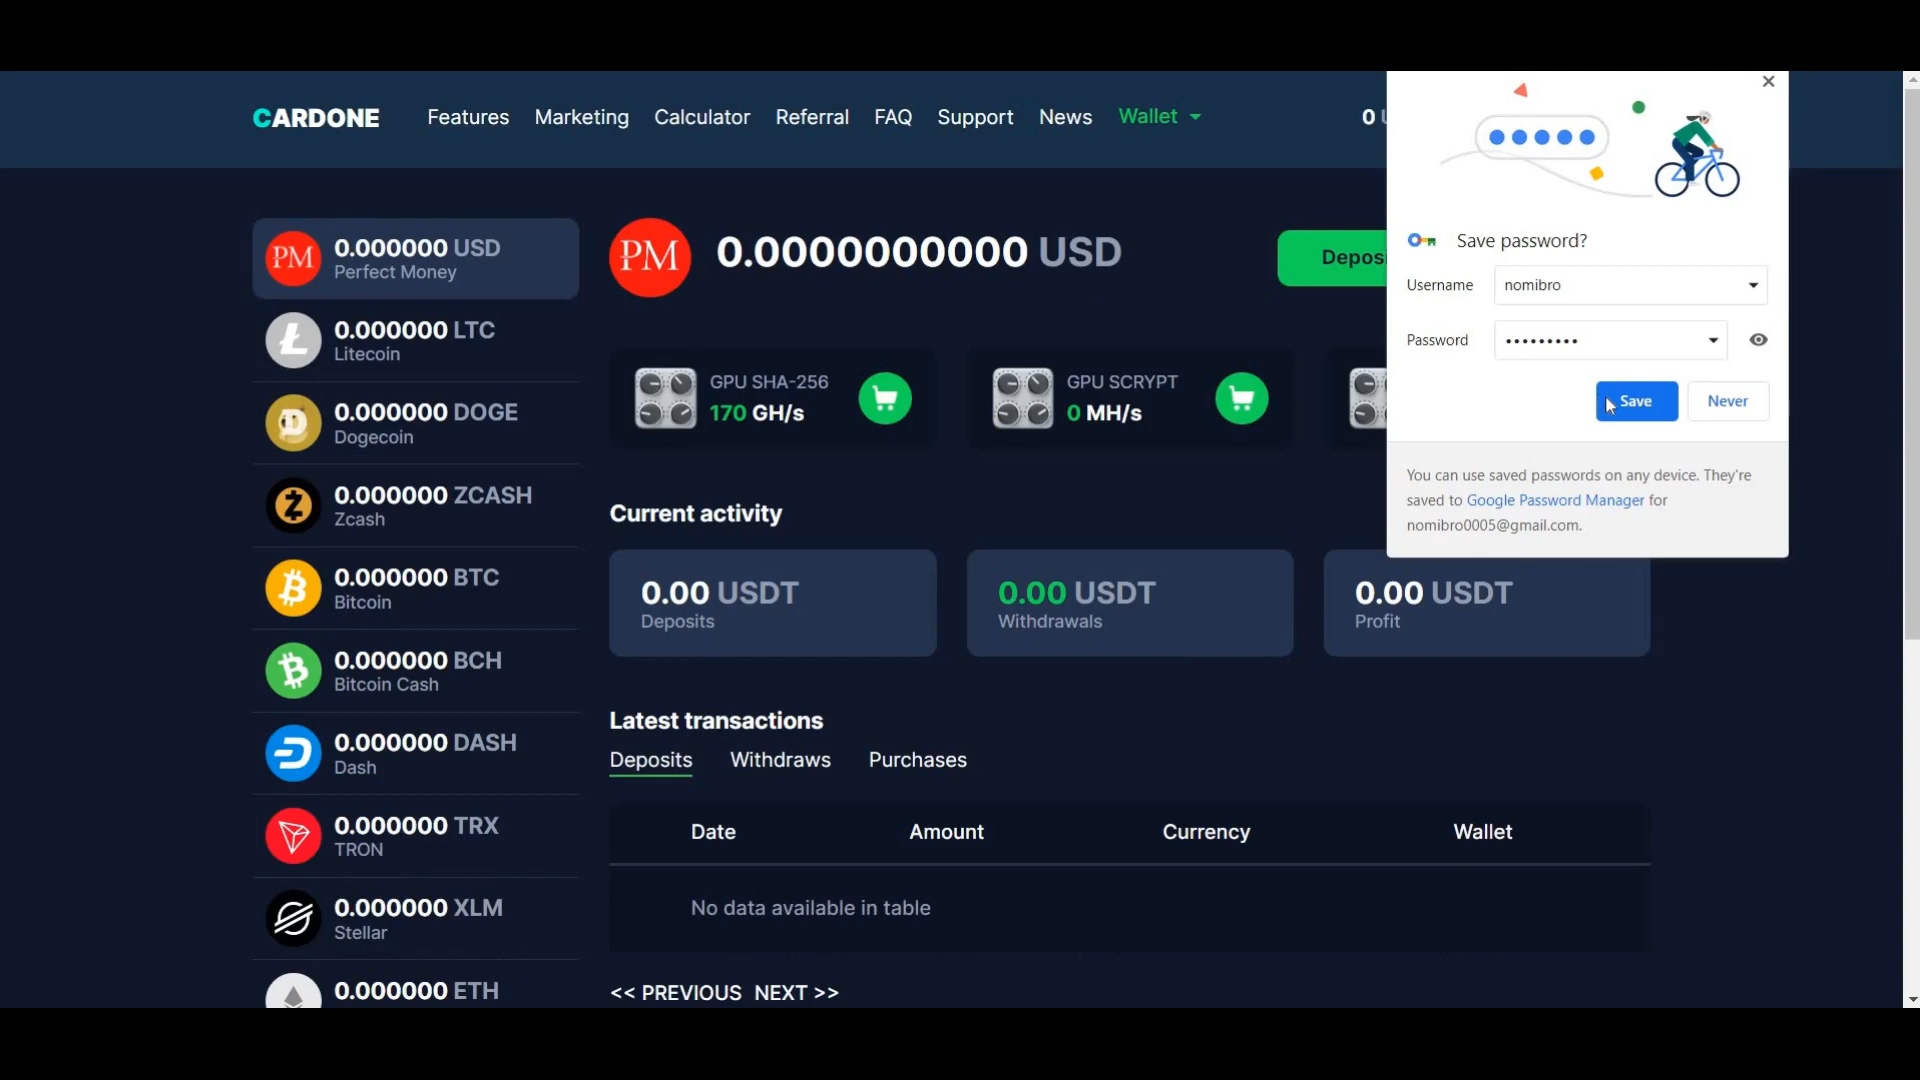 CARDONE Features Marketing Calculator Referral FAQ Support News Wallet 0
PM 0.000000 USD
Perfect Money
0.000000 LTC
Litecoin
0.000000 DOGE
Dogecoin
0.000000 ZCASH
Zcash
0.000000 BTC
Bitcoin
0.000000 BCH
Bitcoin Cash
0.000000 DASH
Dash
0.000000 TRX
TRON
0.000000 XLM
Stellar
0.000000 ETH
PM 0.0000000000 USD
GPU SHA-256
170 GH/s
GPU SCRYPT
0 MH/s
Current activity
0.00 USDT
Deposits
0.00 USDT
Withdrawals
0.00 USDT
Profit
Latest transactions
Deposits Withdraws Purchases
Date Amount Currency Wallet
No data available in table
<< PREVIOUS NEXT >>
Save password?
Username nomibro
Password •••••••••
Save Never
You can use saved passwords on any device. They're
saved to Google Password Manager for
nomibro0005@gmail.com.